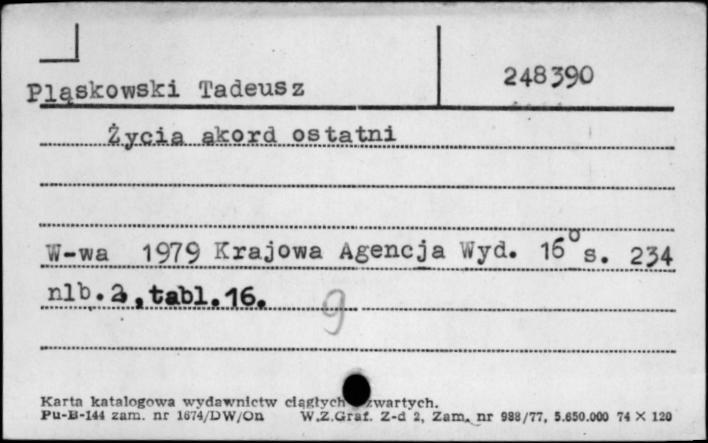 Pląskowski Tadeusz 248390
Życia akord ostatni
W-wa 1979 Krajowa Agencja Wyd. 16° s. 234
nlb. 2, tabl. 16.
9
Karta katalogowa wydawnictw ciągłych zwartych.
Pu-B-144 zam. nr 1674/DW/On W.Z.Graf. Z-d 2, Zam. nr 988/77, 5.650.000 74 X 120